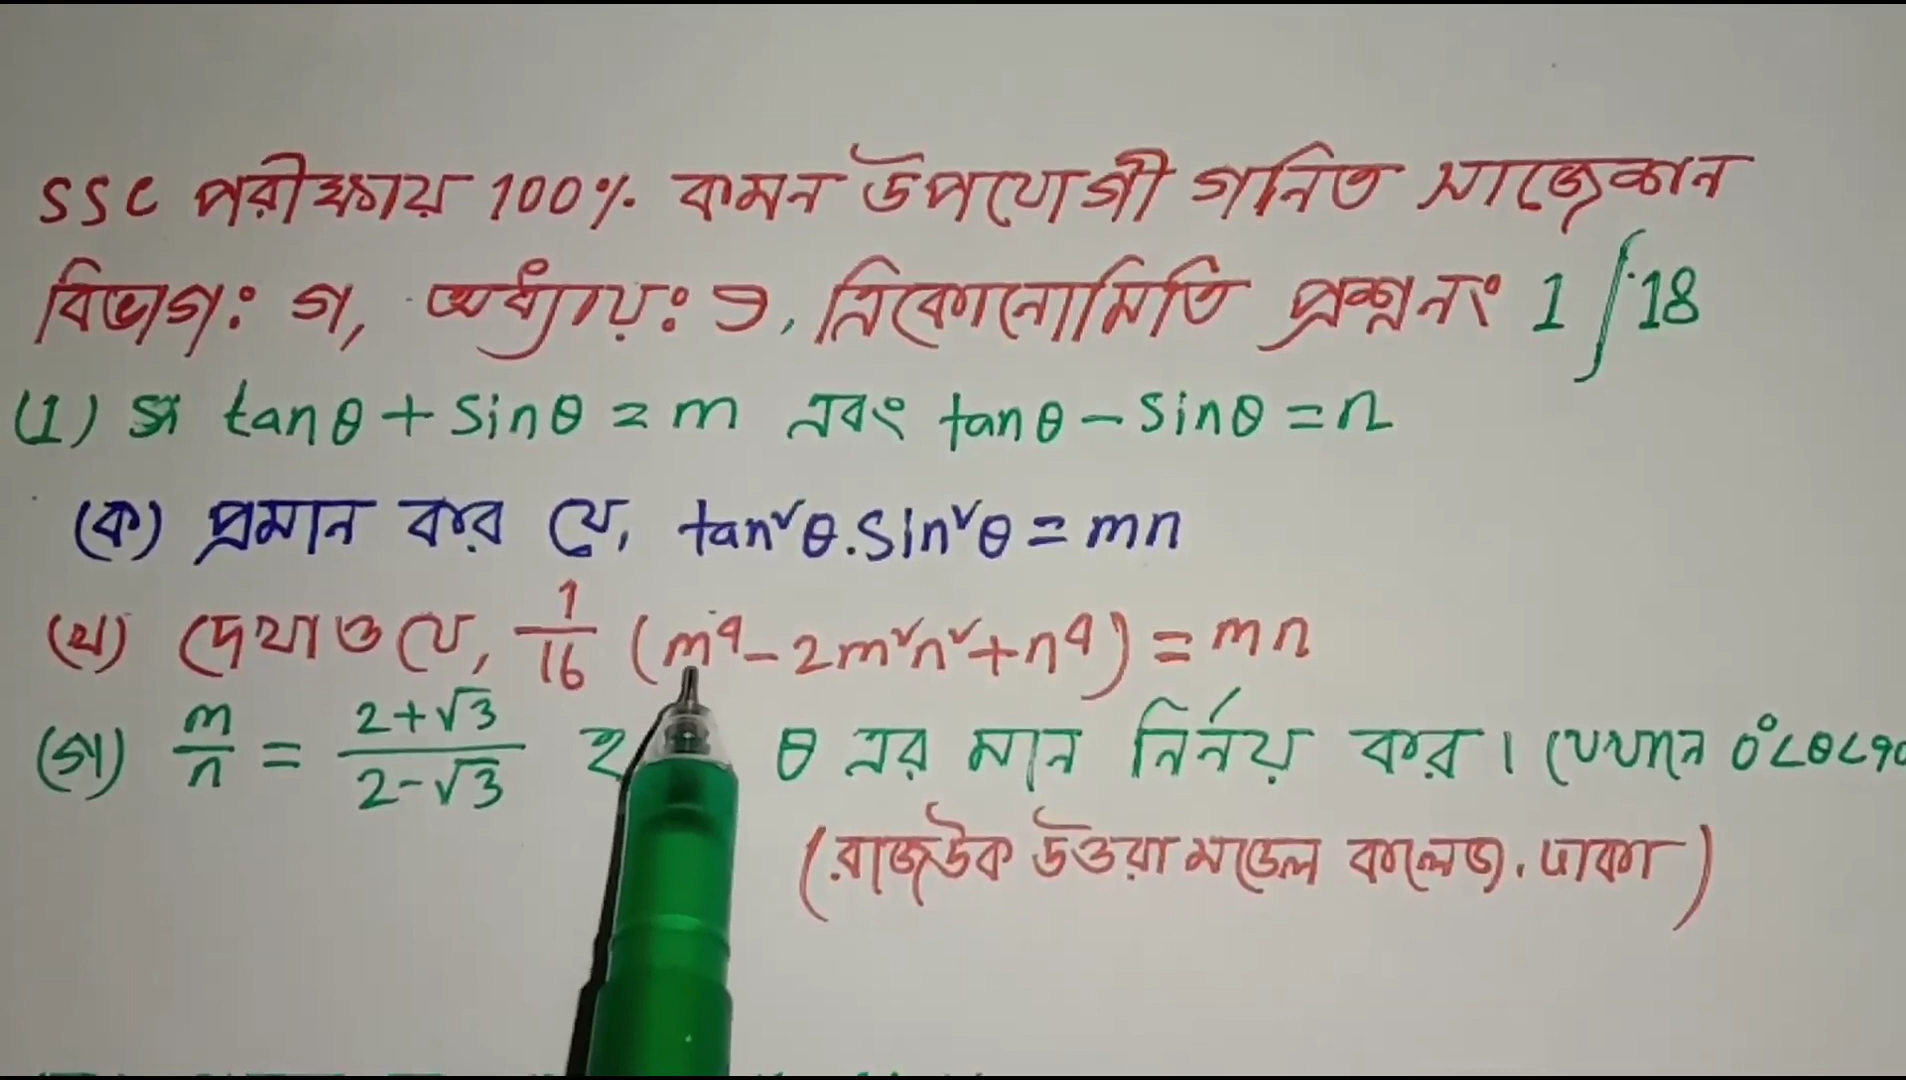 SSC পরীক্ষায় 100% কমন উপযোগী গনিত সাজেশান
বিভাগ: গ, অধ্যায়: ৯, ত্রিকোনোমিতি প্রশ্ন নং 1 / 18
(1) tanθ + sinθ = m এবং tanθ - sinθ = n
(ক) প্রমান কর যে, tan²θ.sin²θ = mn
(খ) দেখাও যে, 1/16 (m⁴ - 2m²n² + n⁴) = mn
(গ) m/n = 2+√3 / 2-√3 হ θ এর মান নির্নয় কর। যেখানে 0°<θ<90
(রাজউক উত্তরা মডেল কলেজ, ঢাকা)